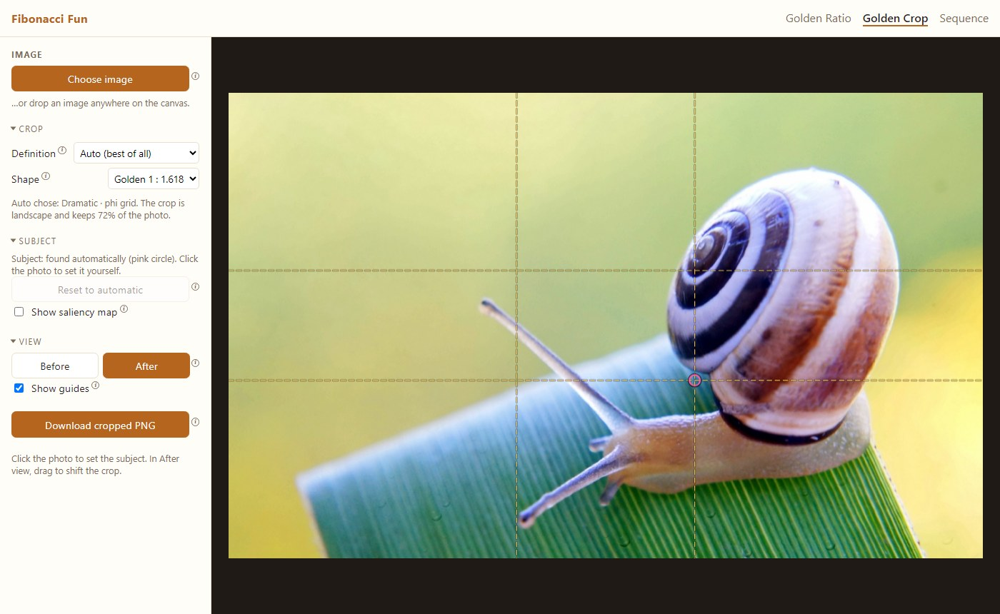 Fibonacci Fun
Golden Ratio
Golden Crop
Sequence
IMAGE
Choose image
...or drop an image anywhere on the canvas.
CROP
Definition
Auto (best of all)
Shape
Golden 1 : 1.618
Auto chose: Dramatic · phi grid. The crop is
landscape and keeps 72% of the photo.
SUBJECT
Subject: found automatically (pink circle). Click
the photo to set it yourself.
Reset to automatic
Show saliency map
VIEW
Before
After
Show guides
Download cropped PNG
Click the photo to set the subject. In After
view, drag to shift the crop.